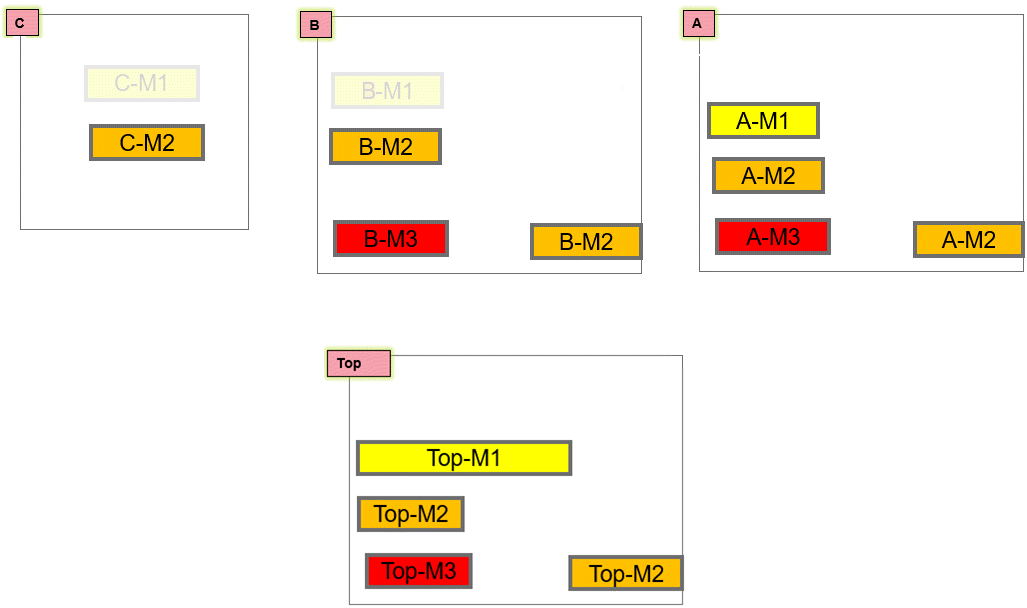 C
C-M1
C-M2
B
B-M1
B-M2
B-M3
B-M2
A
A-M1
A-M2
A-M3
A-M2
Top
Top-M1
Top-M2
Top-M3
Top-M2